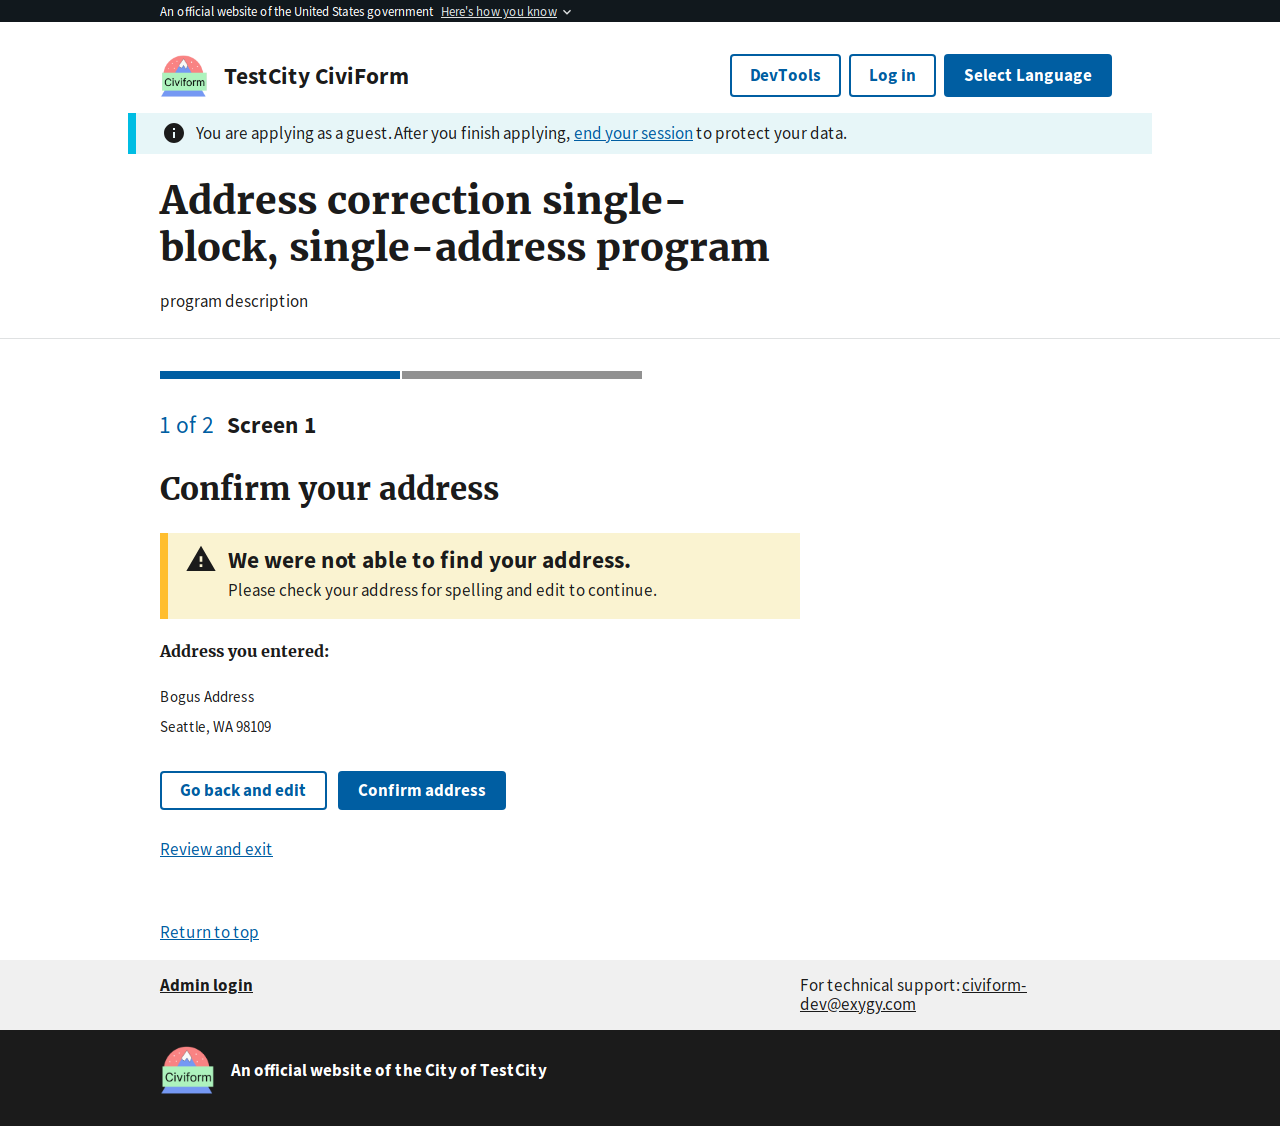 An official website of the United States government Here's how you know
Civiform
TestCity CiviForm
DevTools
Log in
Select Language
You are applying as a guest. After you finish applying, end your session to protect your data.
Address correction single-
block, single-address program
program description
1 of 2 Screen 1
Confirm your address
We were not able to find your address.
Please check your address for spelling and edit to continue.
Address you entered:
Bogus Address
Seattle, WA 98109
Go back and edit
Confirm address
Review and exit
Return to top
Admin login
For technical support: civiform-
dev@exygy.com
Civiform
An official website of the City of TestCity